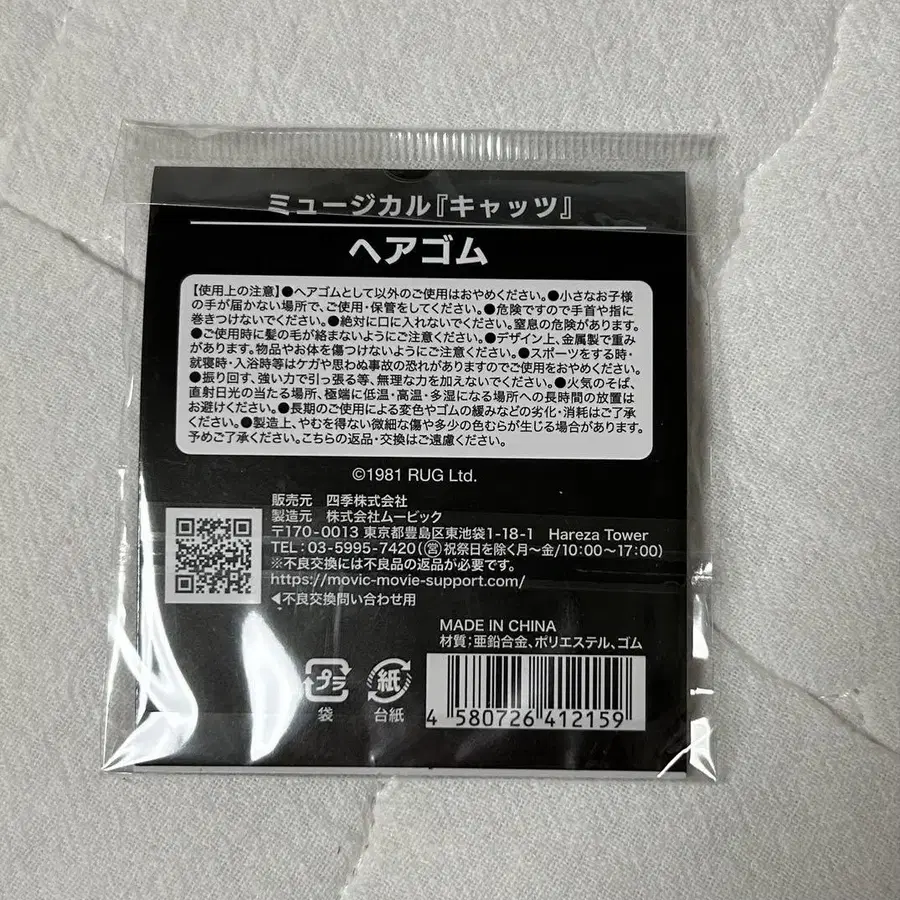 ミュージカル『キャッツ』
ヘアゴム
【使用上の注意】●ヘアゴムとして以外のご使用はおやめください。●小さなお子様
の手が届かない場所で、ご使用・保管をしてください。●危険ですので手首や指に
巻きつけないでください。●絶対に口に入れないでください。窒息の危険があります。
●ご使用時に髪の毛が絡まないようにご注意ください。●デザイン上、金属製で重み
があります。物品やお体を傷つけないようにご注意ください。●スポーツをする時・
就寝時・入浴時等はケガや思わぬ事故の恐れがありますのでご使用をおやめください。
●振り回す、強い力で引っ張る等、無理な力を加えないでください。●火気のそば、
直射日光の当たる場所、極端に低温・高温・多湿になる場所への長時間の放置は
お避けください。●長期のご使用による変色やゴムの緩みなどの劣化・消耗はご了承
ください。●製造上、やむを得ない微細な傷や多少の色むらが生じる場合があります。
予めご了承ください。こちらの返品・交換はご遠慮ください。
©1981 RUG Ltd.
販売元 四季株式会社
製造元 株式会社ムービック
〒170-0013 東京都豊島区東池袋1-18-1 Hareza Tower
TEL:03-5995-7420(㊡祝祭日を除く月~金/10:00~17:00)
※不良交換には不良品の返品が必要です。
https://movic-movie-support.com/
◀不良交換問い合わせ用
MADE IN CHINA
材質:亜鉛合金、ポリエステル、ゴム
プラ
袋
紙
台紙
4 580726 412159